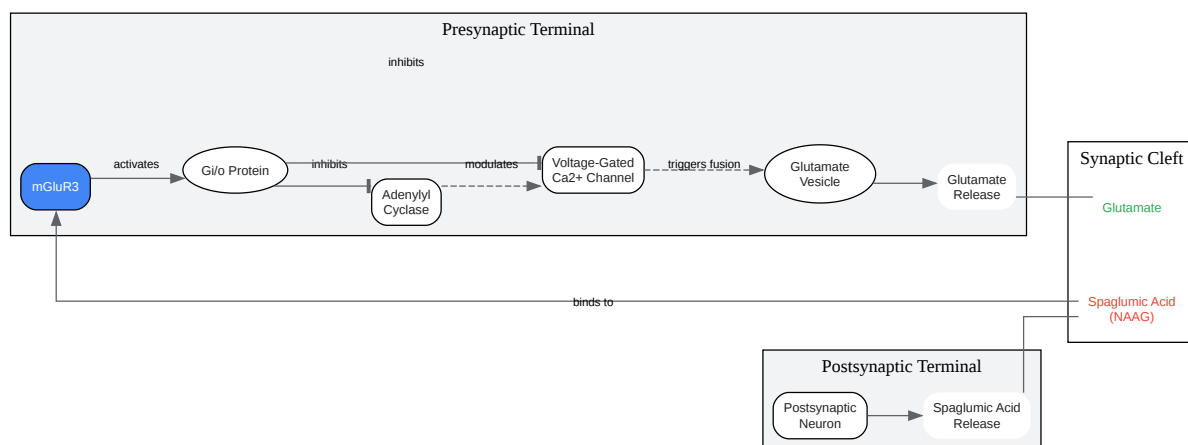 Presynaptic Terminal
inhibits
mGluR3
activates
Gi/o Protein
inhibits
Adenylyl
Cyclase
modulates
Voltage-Gated
Ca2+ Channel
triggers fusion
Glutamate
Vesicle
Glutamate
Release
Synaptic Cleft
Glutamate
binds to
Spaglumic Acid
(NAAG)
Postsynaptic Terminal
Postsynaptic
Neuron
Spaglumic Acid
Release